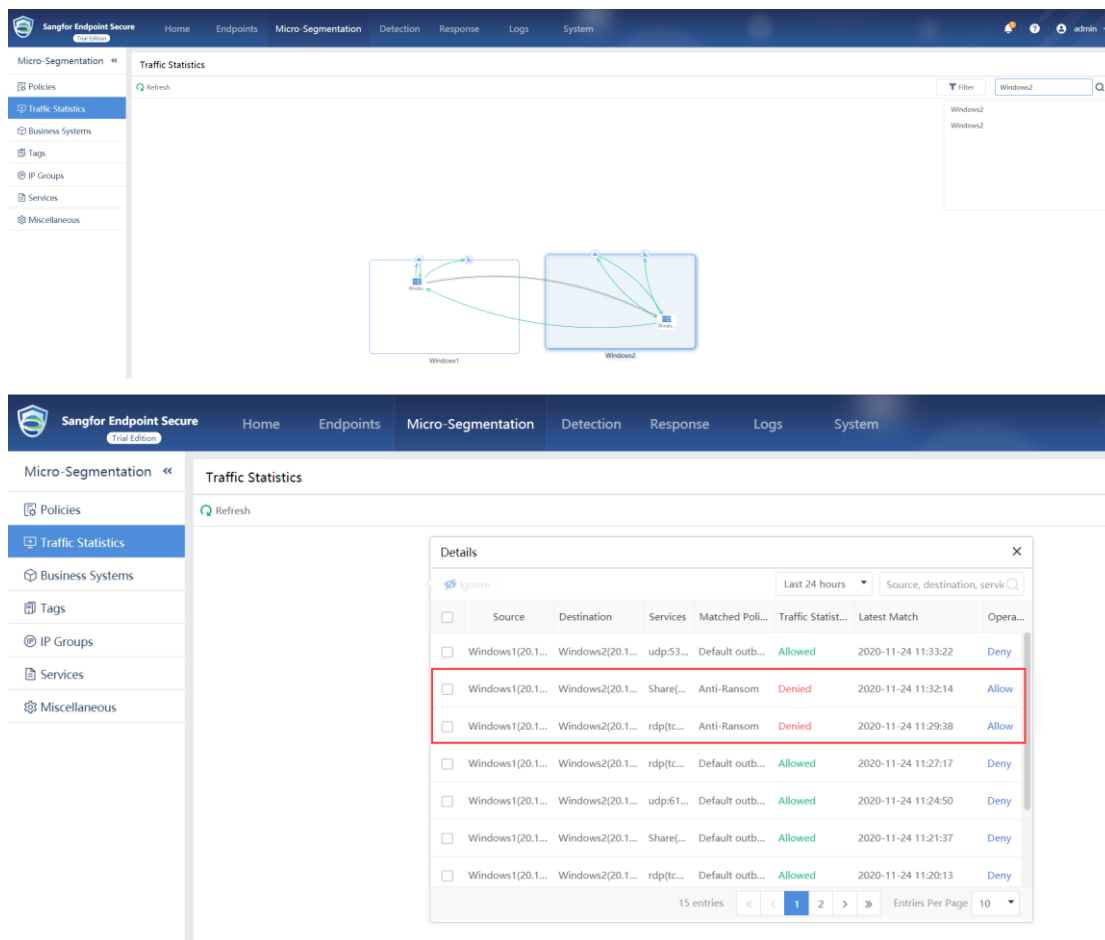 Sangfor Endpoint Secure Home Endpoints Micro-Segmentation Detection Response Logs System admin
Trial Edition
Micro-Segmentation « Traffic Statistics
Policies Refresh Filter Windows2
Traffic Statistics Windows2
Business Systems Windows2
Tags
IP Groups
Services
Miscellaneous
Windo... Windo...
Windows1 Windows2
Sangfor Endpoint Secure Home Endpoints Micro-Segmentation Detection Response Logs System
Trial Edition
Micro-Segmentation « Traffic Statistics
Policies Refresh
Traffic Statistics
Business Systems
Tags
IP Groups
Services
Miscellaneous
Details
Ignore Last 24 hours Source, destination, servic
Source Destination Services Matched Poli... Traffic Statist... Latest Match Opera...
Windows1(20.1... Windows2(20.1... udp:53... Default outb... Allowed 2020-11-24 11:33:22 Deny
Windows1(20.1... Windows2(20.1... Share(... Anti-Ransom Denied 2020-11-24 11:32:14 Allow
Windows1(20.1... Windows2(20.1... rdp(tc... Anti-Ransom Denied 2020-11-24 11:29:38 Allow
Windows1(20.1... Windows2(20.1... rdp(tc... Default outb... Allowed 2020-11-24 11:27:17 Deny
Windows1(20.1... Windows2(20.1... udp:61... Default outb... Allowed 2020-11-24 11:24:50 Deny
Windows1(20.1... Windows2(20.1... Share(... Default outb... Allowed 2020-11-24 11:21:37 Deny
Windows1(20.1... Windows2(20.1... rdp(tc... Default outb... Allowed 2020-11-24 11:20:13 Deny
15 entries « < 1 2 > » Entries Per Page 10